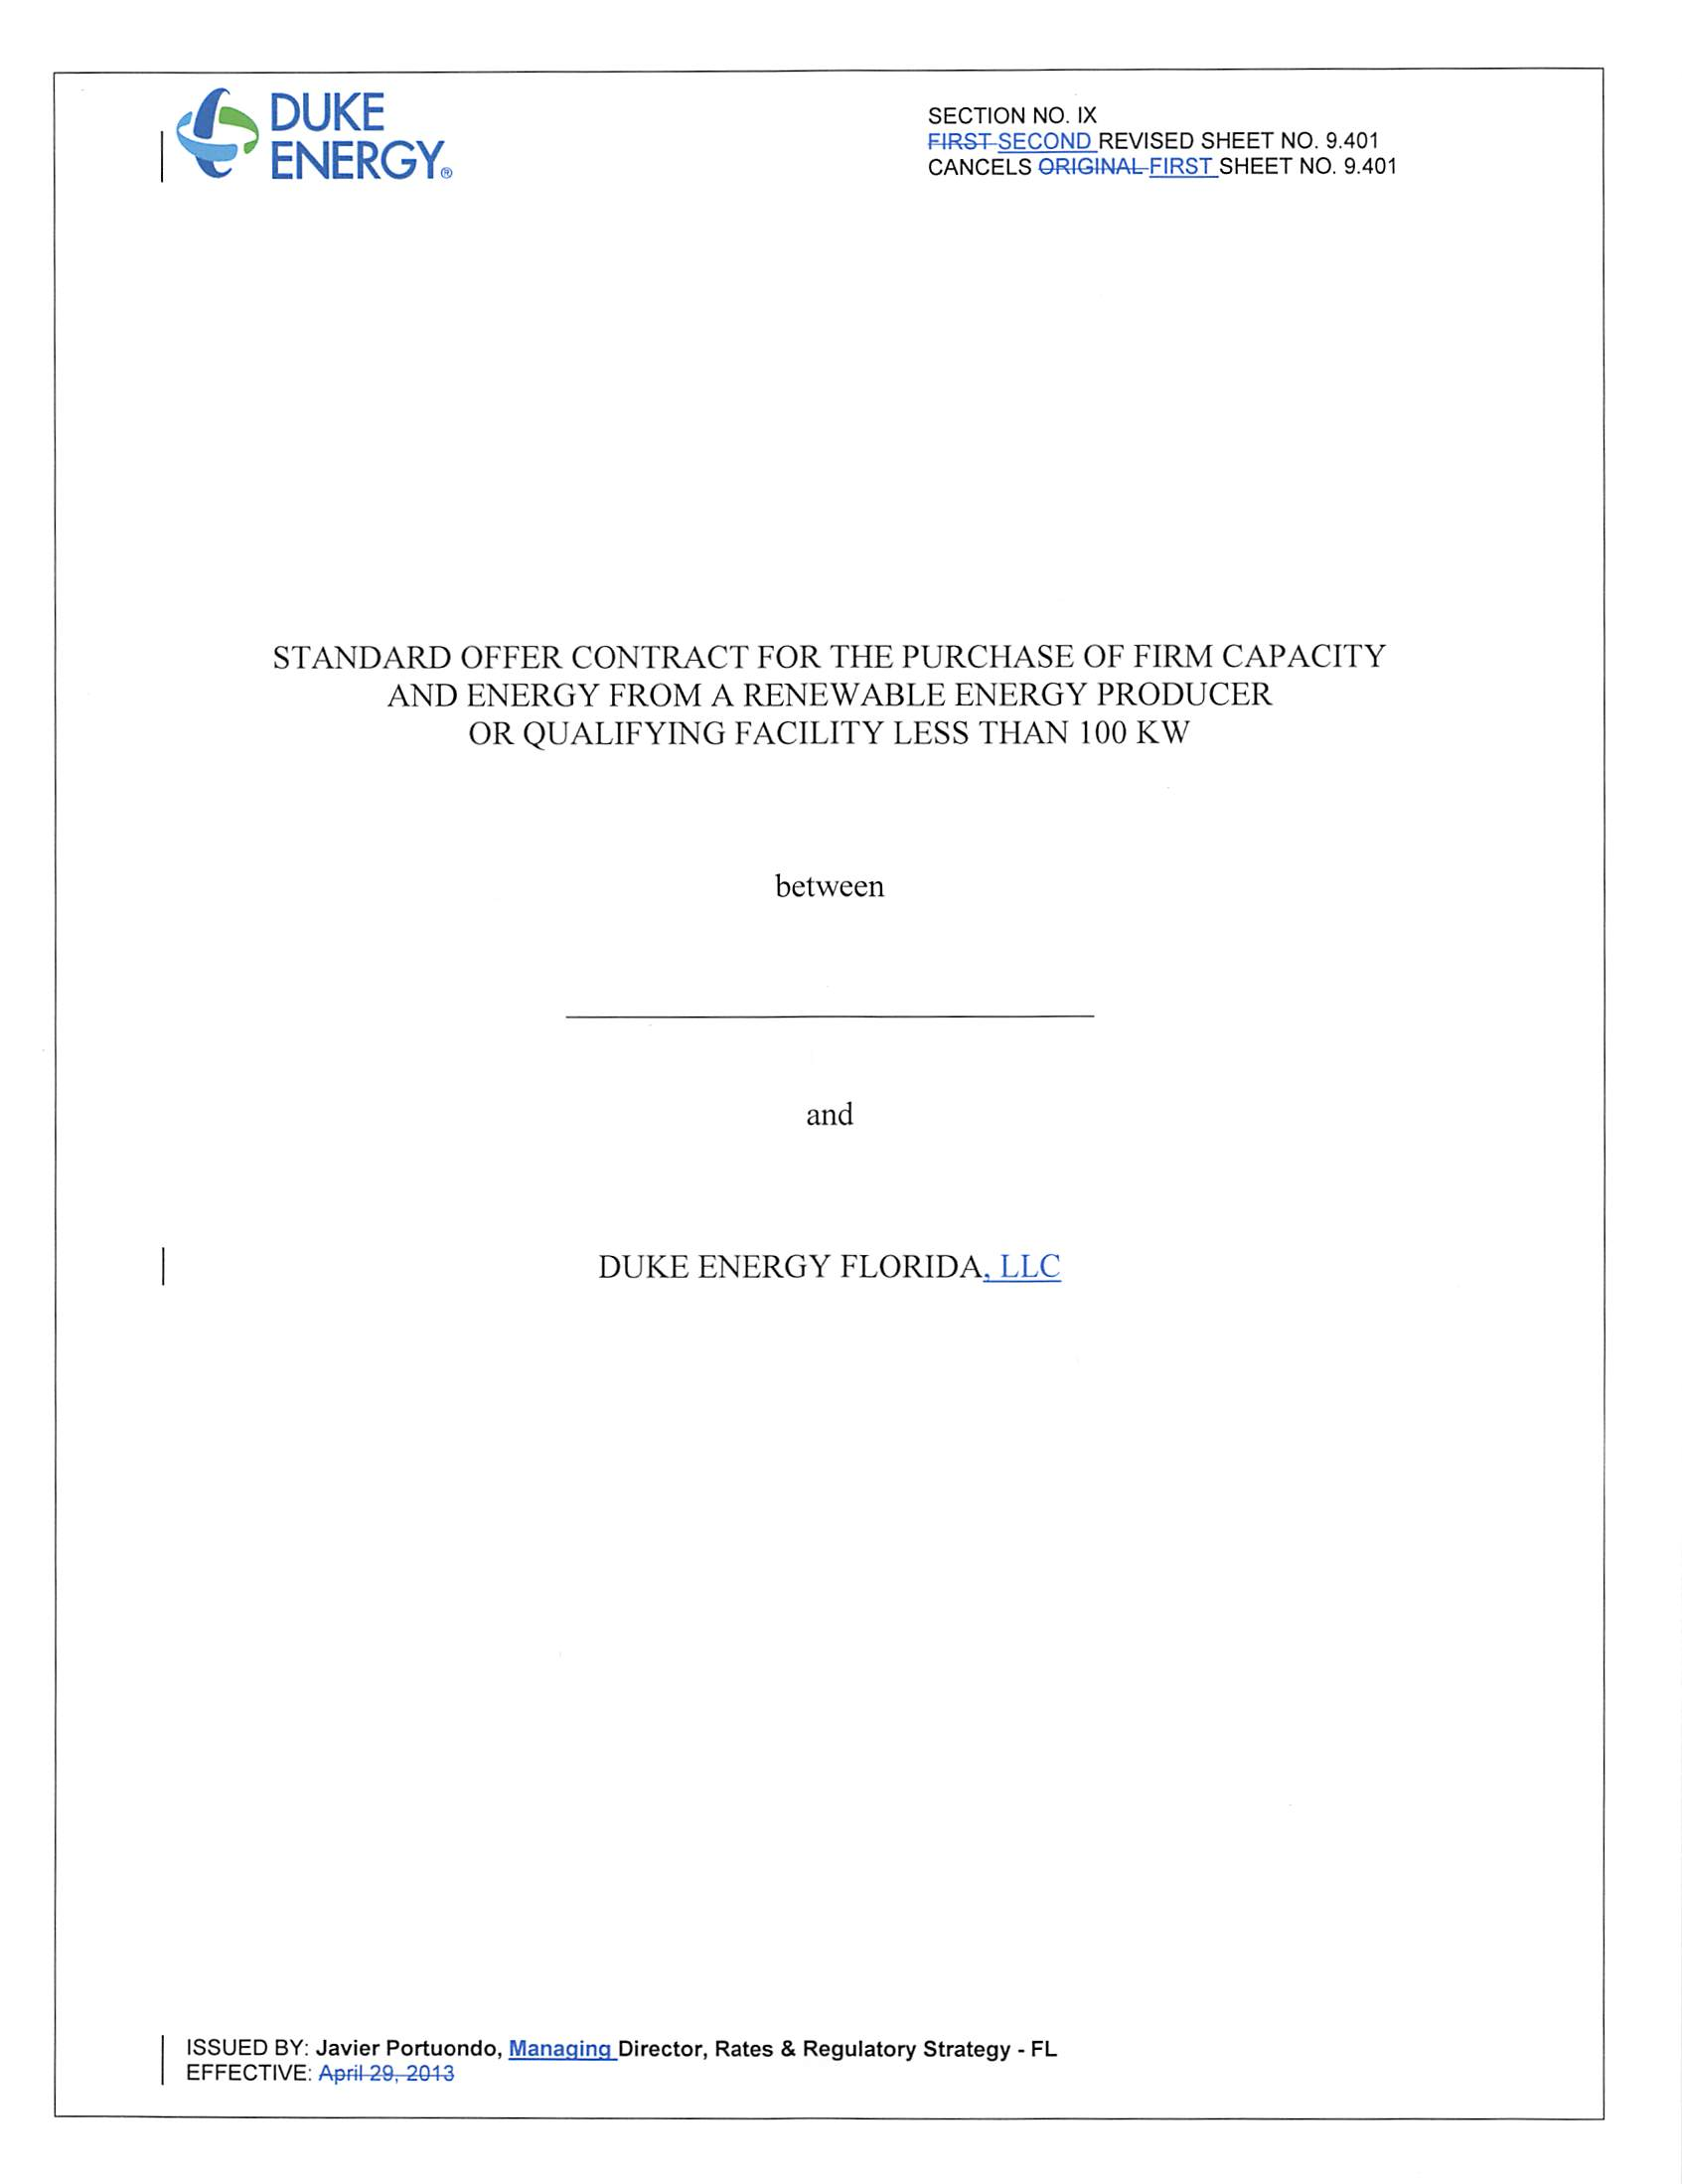 DUKE
ENERGY®
SECTION NO. IX
FIRST SECOND REVISED SHEET NO. 9.401
CANCELS ORIGINAL FIRST SHEET NO. 9.401
STANDARD OFFER CONTRACT FOR THE PURCHASE OF FIRM CAPACITY
AND ENERGY FROM A RENEWABLE ENERGY PRODUCER
OR QUALIFYING FACILITY LESS THAN 100 KW
between
and
DUKE ENERGY FLORIDA, LLC
ISSUED BY: Javier Portuondo, Managing Director, Rates & Regulatory Strategy - FL
EFFECTIVE: April 29, 2013